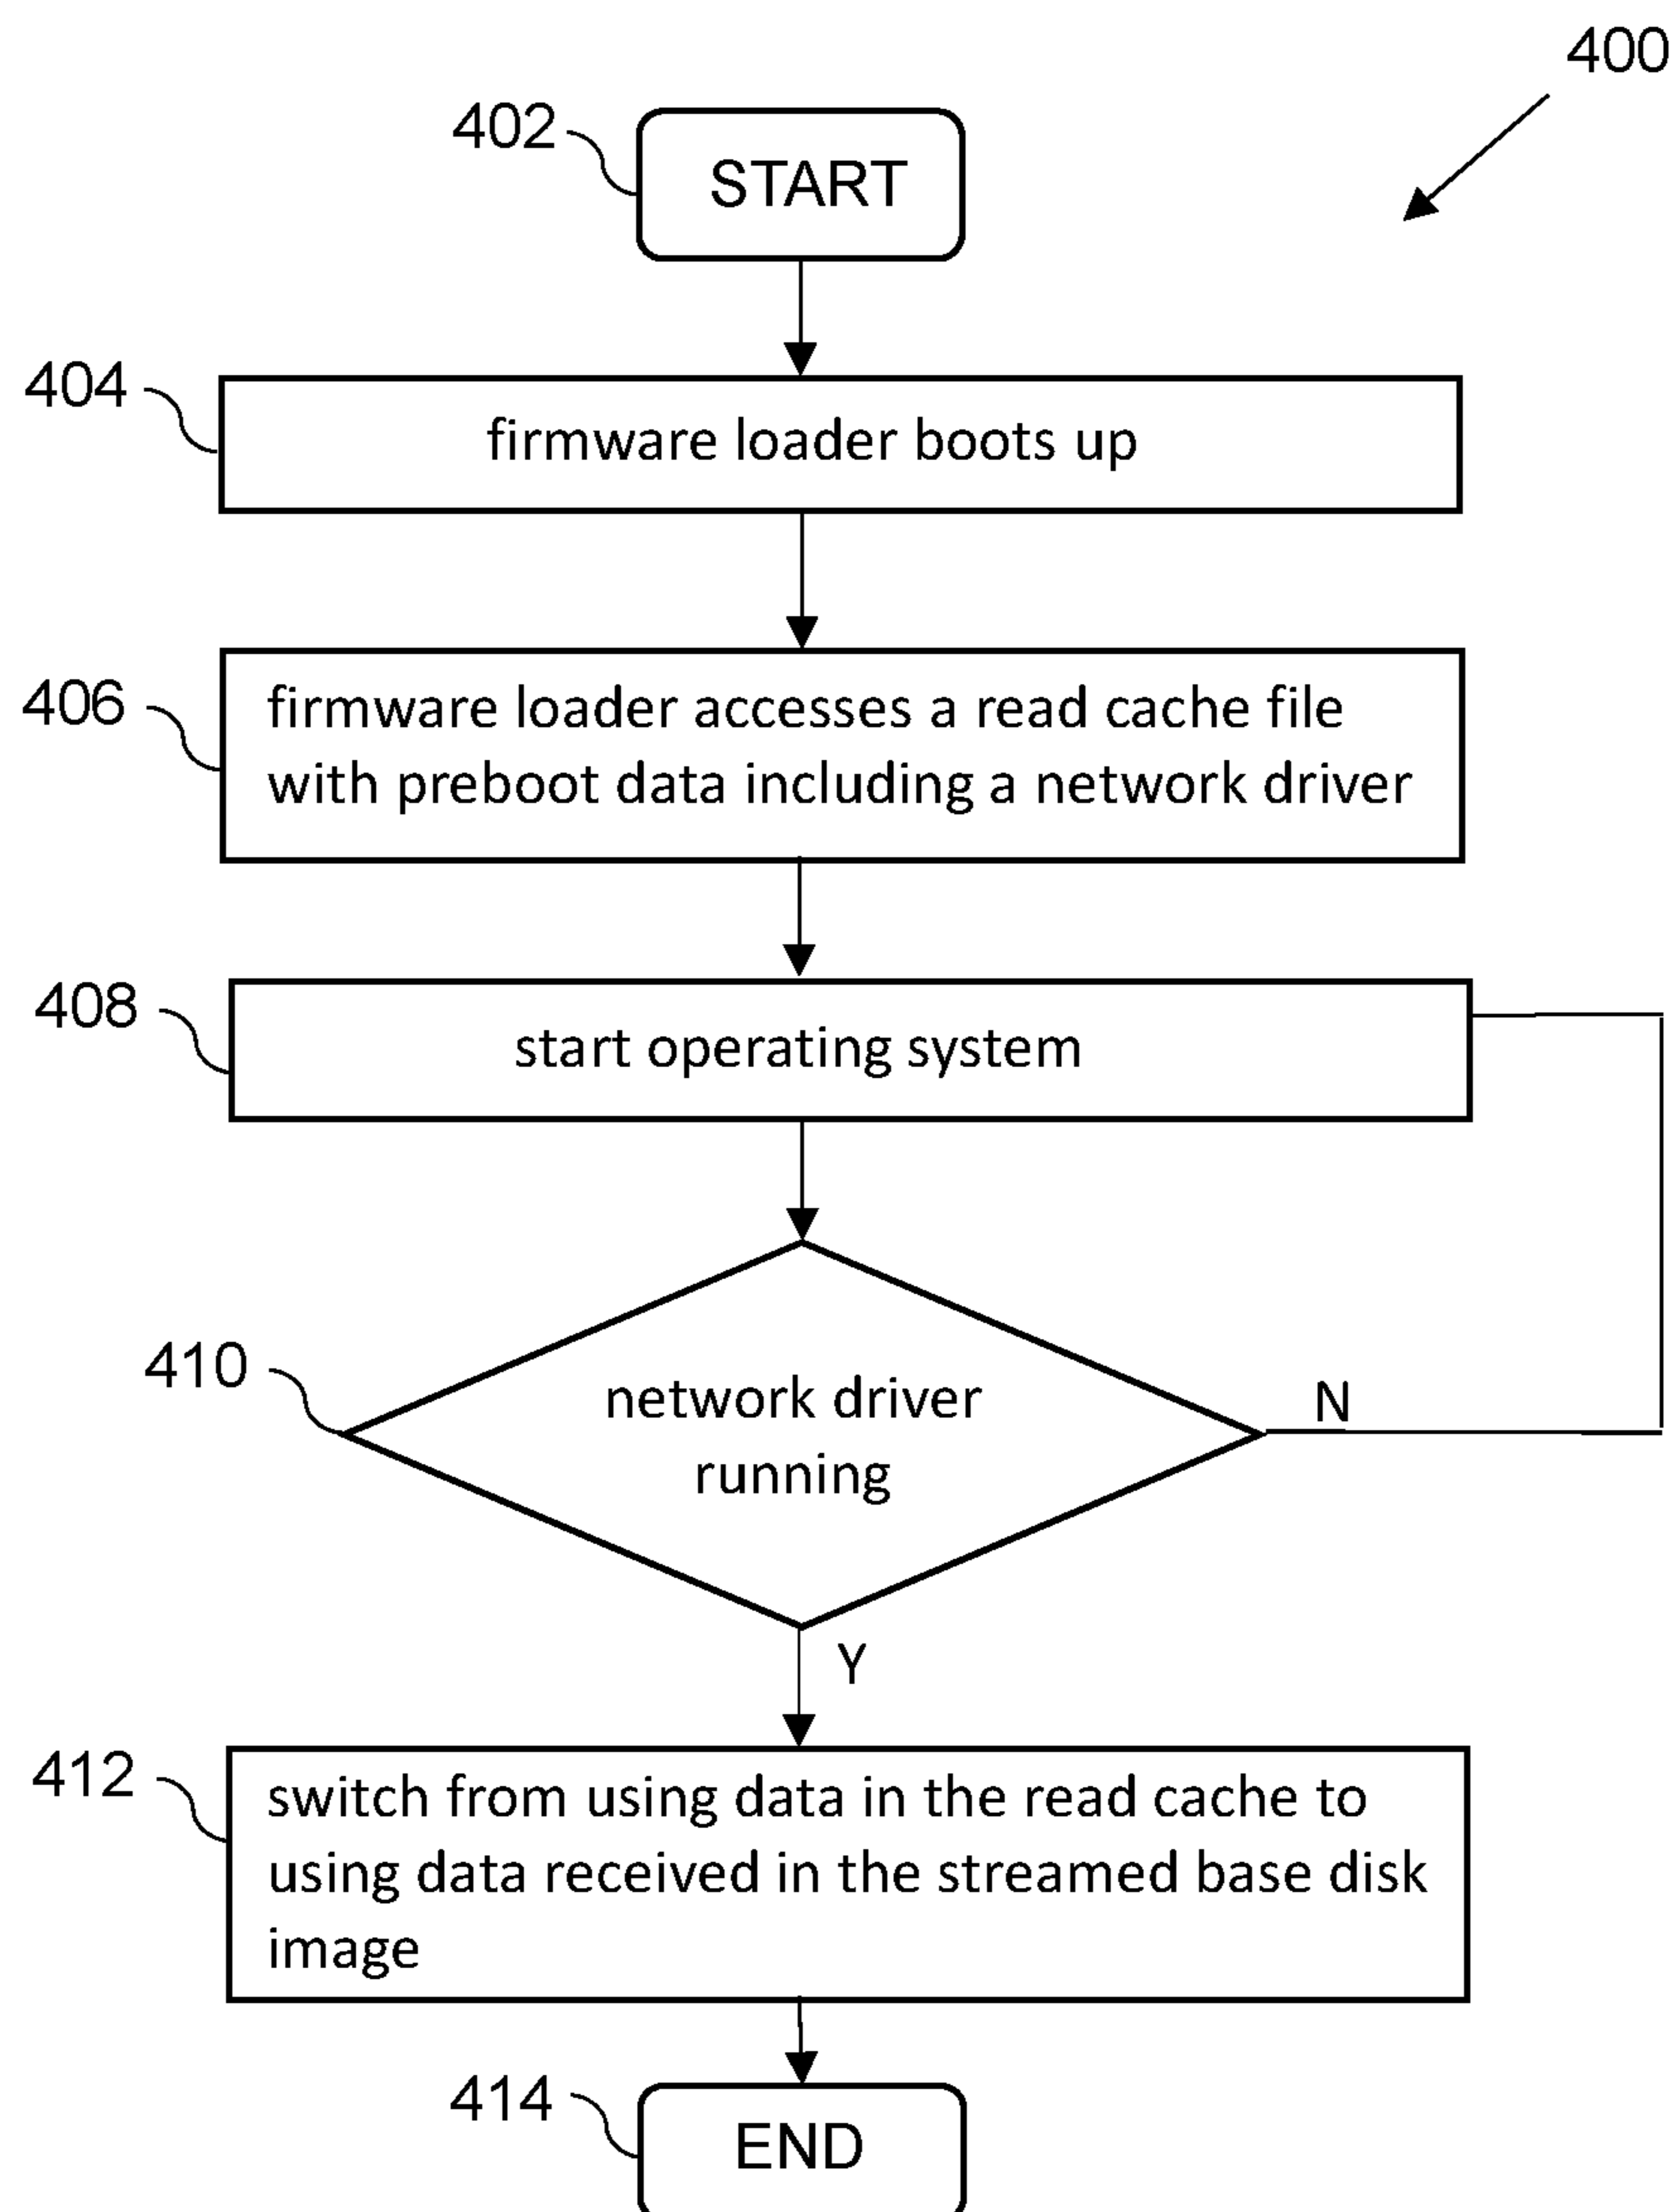 400
402
START
404
firmware loader boots up
406
firmware loader accesses a read cache file
with preboot data including a network driver
408
start operating system
410
network driver
running
N
Y
412
switch from using data in the read cache to
using data received in the streamed base disk
image
414
END